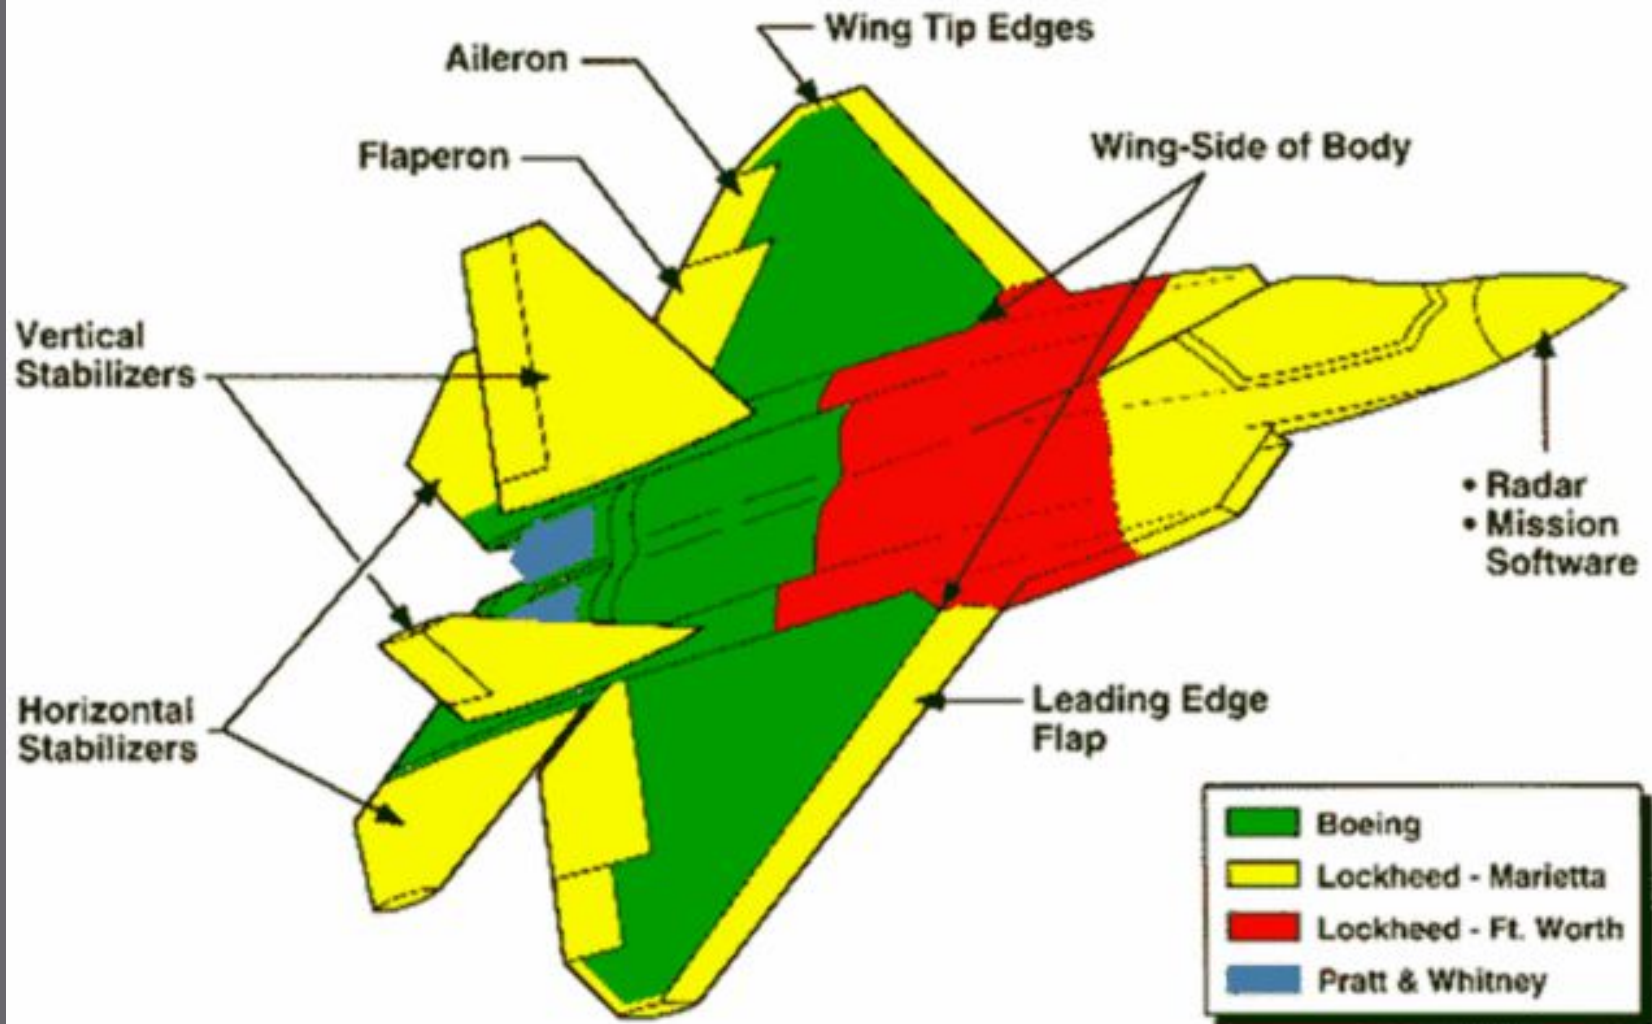 Wing Tip Edges
Aileron
Flaperon
Wing-Side of Body
Vertical
Stabilizers
• Radar
• Mission
Software
Horizontal
Stabilizers
Leading Edge
Flap
Boeing
Lockheed - Marietta
Lockheed - Ft. Worth
Pratt & Whitney